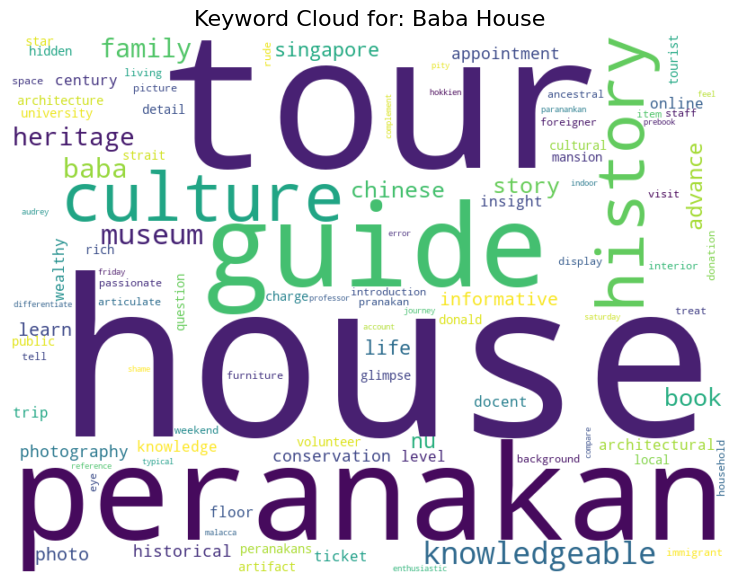 Keyword Cloud for: Baba House
star
hidden
family
tour
rude
singapore
pity
appointment
history
tourist
space
century
living
picture
hokkien
complement
ancestral
paranankan
online
feel
architecture
university
detail
foreigner
item
staff
prebook
heritage
strait
cultural
mansion
baba
culture
chinese
story
indoor
visit
advance
audrey
museum
guide
insight
wealthy
rich
error
display
interior
donation
friday
passionate
differentiate
articulate
question
charge
professor
introduction
pranakan
informative
journey
treat
learn
house
donald
saturday
public
tell
account
life
shame
furniture
glimpse
trip
docent
book
weekend
photography
knowledge
volunteer
nu
compare
architectural
household
reference
typical
conservation
level
background
local
eye
peranakan
floor
malacca
photo
historical
peranakans
artifact
ticket
enthusiastic
knowledgeable
immigrant